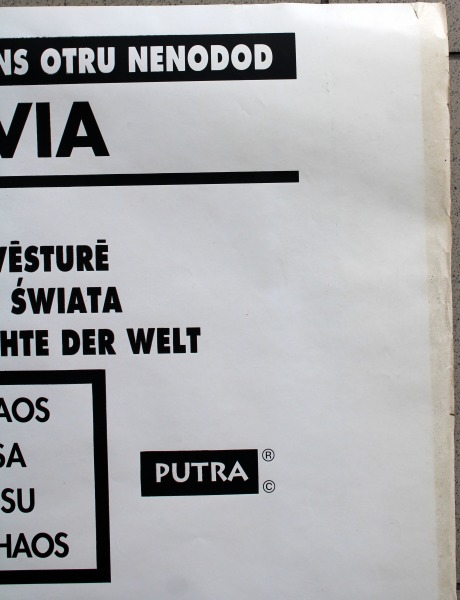 NS OTRU NENODOD
VIA
VĒSTURĒ
ŚWIATA
HTE DER WELT
AOS
SA
SU
HAOS
PUTRA ®
©